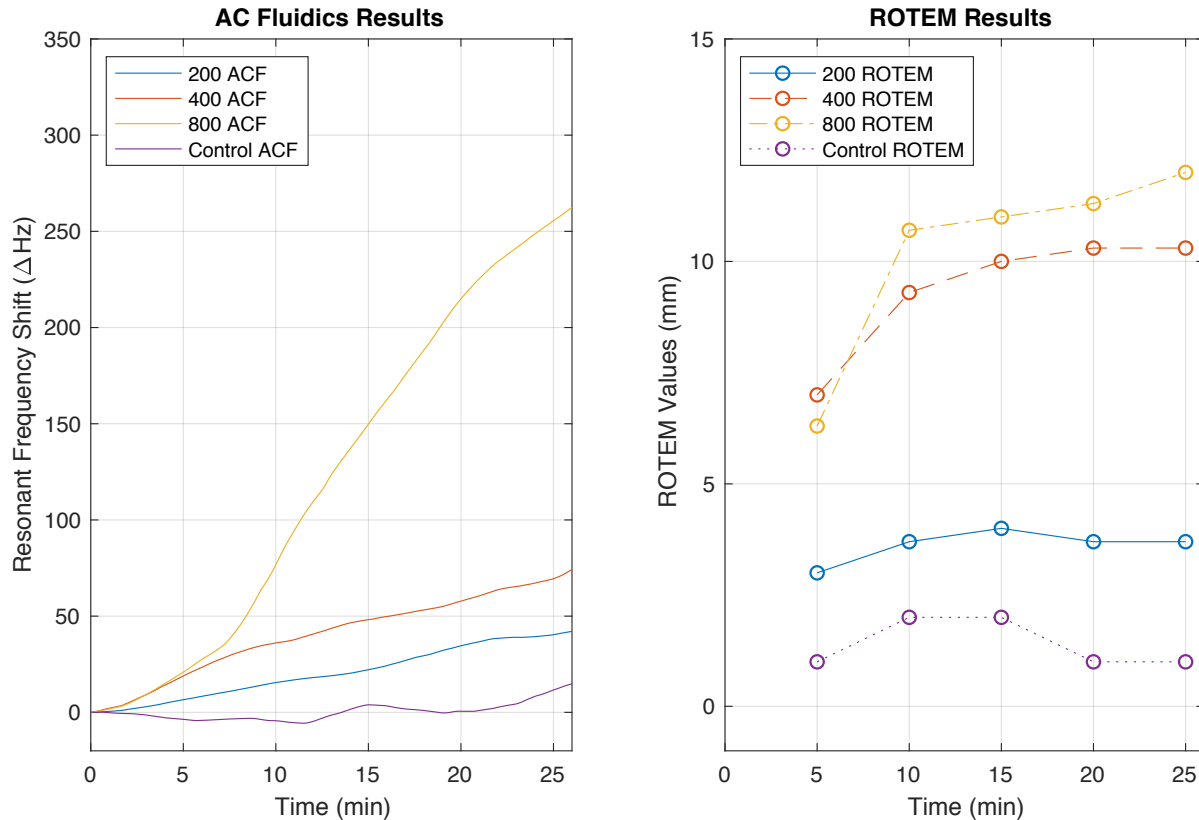 AC Fluidics Results
350
300
250
200
150
100
50
0
Resonant Frequency Shift (Δ Hz)
200 ACF
400 ACF
800 ACF
Control ACF
0 5 10 15 20 25
Time (min)
ROTEM Results
15
10
5
0
ROTEM Values (mm)
200 ROTEM
400 ROTEM
800 ROTEM
Control ROTEM
0 5 10 15 20 25
Time (min)